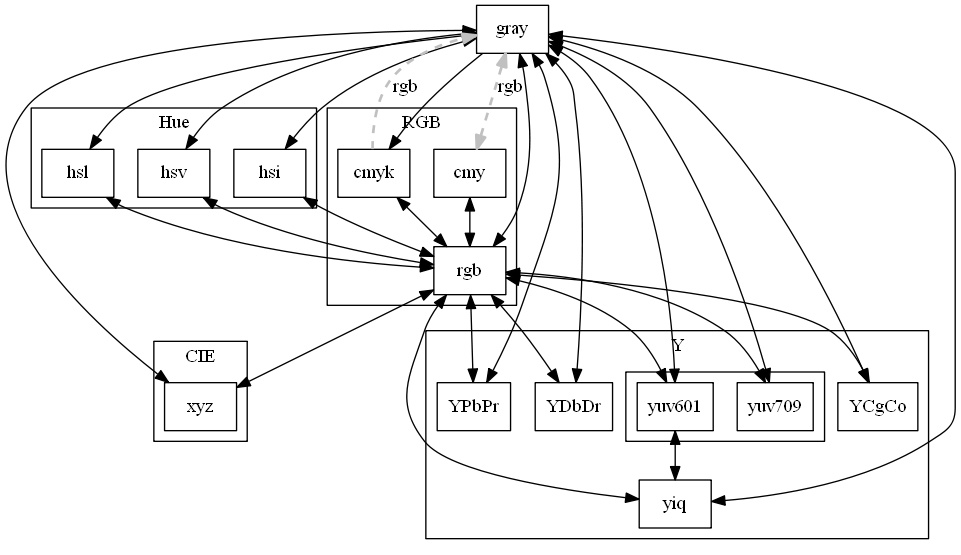 gray
rgb
rgb
Hue
RGB
hsl
hsv
hsi
cmyk
cmy
rgb
CIE
xyz
Y
YPbPr
YDbDr
yuv601
yuv709
YCgCo
yiq